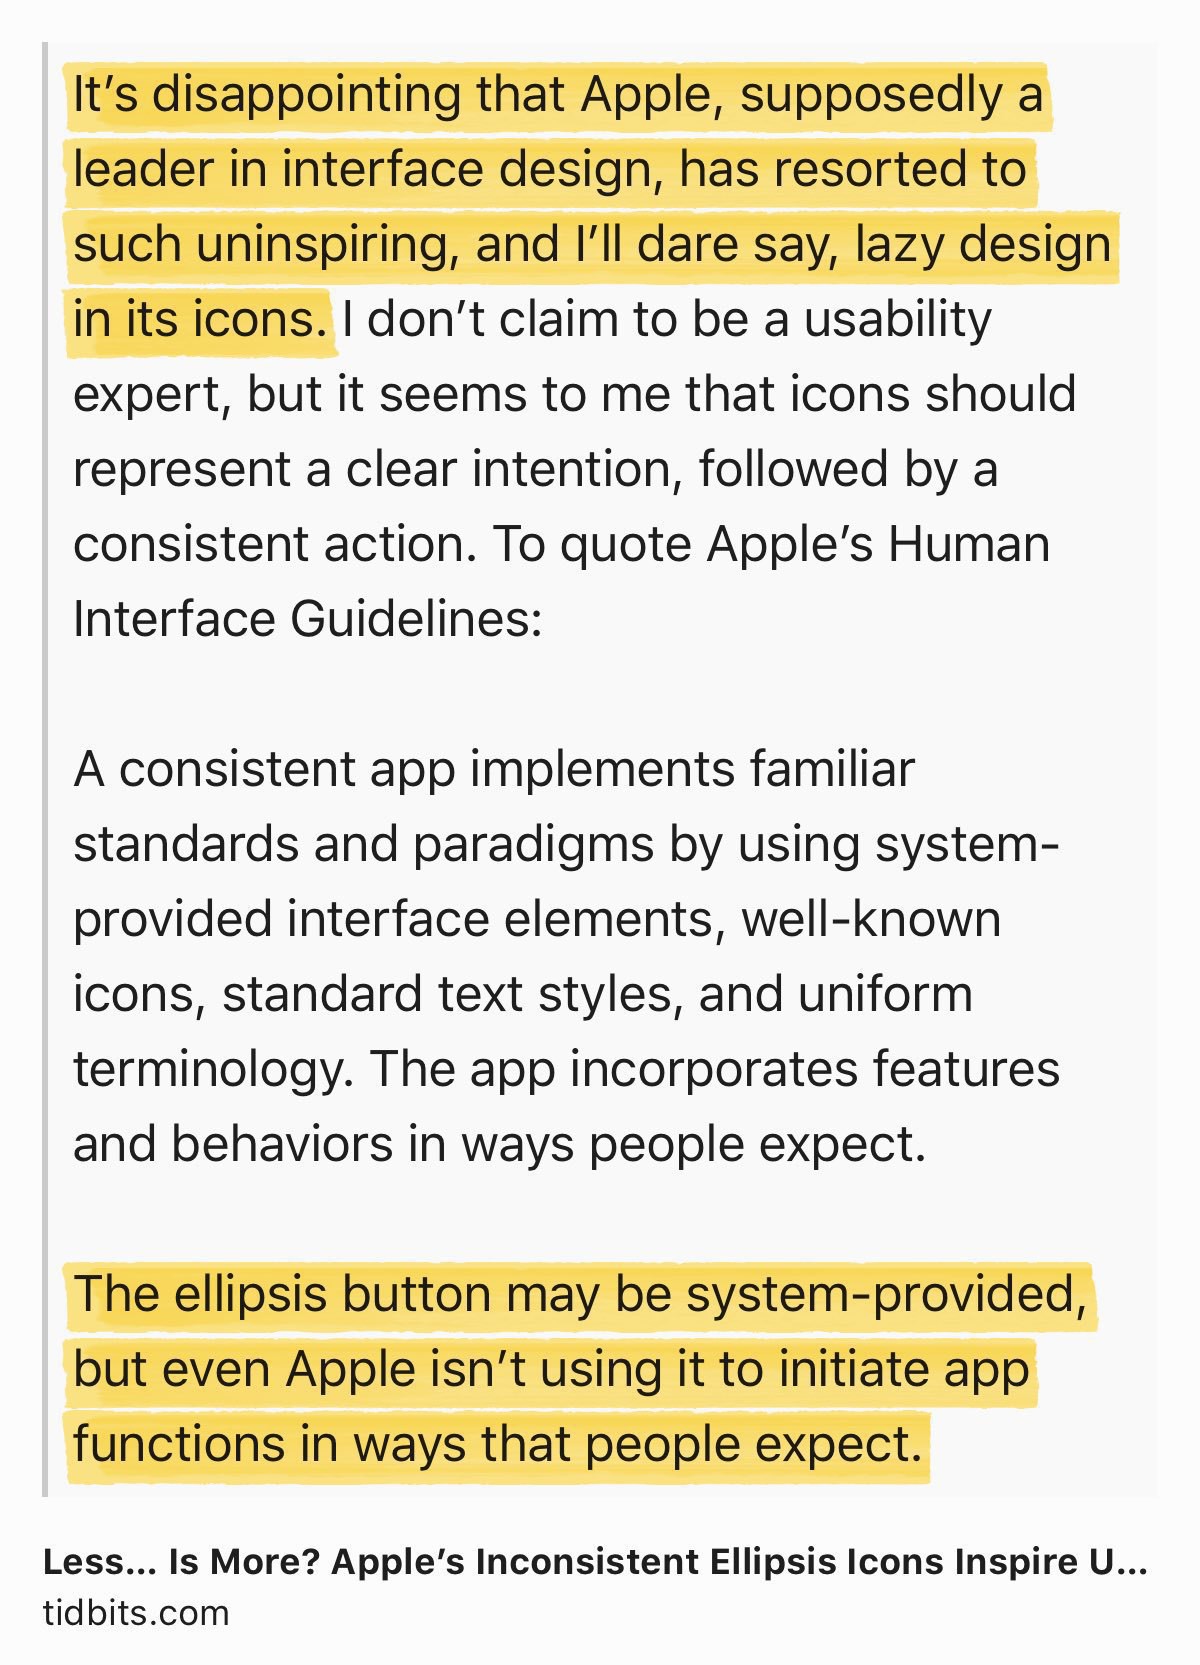 It’s disappointing that Apple, supposedly a
leader in interface design, has resorted to
such uninspiring, and I’ll dare say, lazy design
in its icons. I don’t claim to be a usability
expert, but it seems to me that icons should
represent a clear intention, followed by a
consistent action. To quote Apple’s Human
Interface Guidelines:
A consistent app implements familiar
standards and paradigms by using system-
provided interface elements, well-known
icons, standard text styles, and uniform
terminology. The app incorporates features
and behaviors in ways people expect.
The ellipsis button may be system-provided,
but even Apple isn’t using it to initiate app
functions in ways that people expect.
Less... Is More? Apple’s Inconsistent Ellipsis Icons Inspire U...
tidbits.com